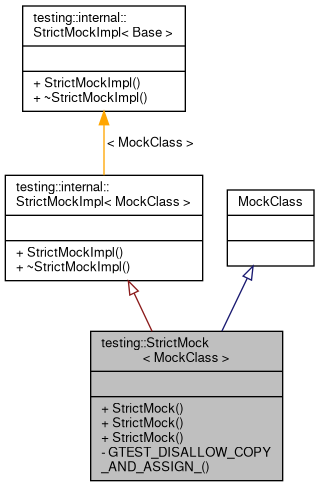 testing::internal::
StrictMockImpl< Base >
+ StrictMockImpl()
+ ~StrictMockImpl()
< MockClass >
testing::internal::
StrictMockImpl< MockClass >
+ StrictMockImpl()
+ ~StrictMockImpl()
MockClass
testing::StrictMock
< MockClass >
+ StrictMock()
+ StrictMock()
+ StrictMock()
- GTEST_DISALLOW_COPY
_AND_ASSIGN_()